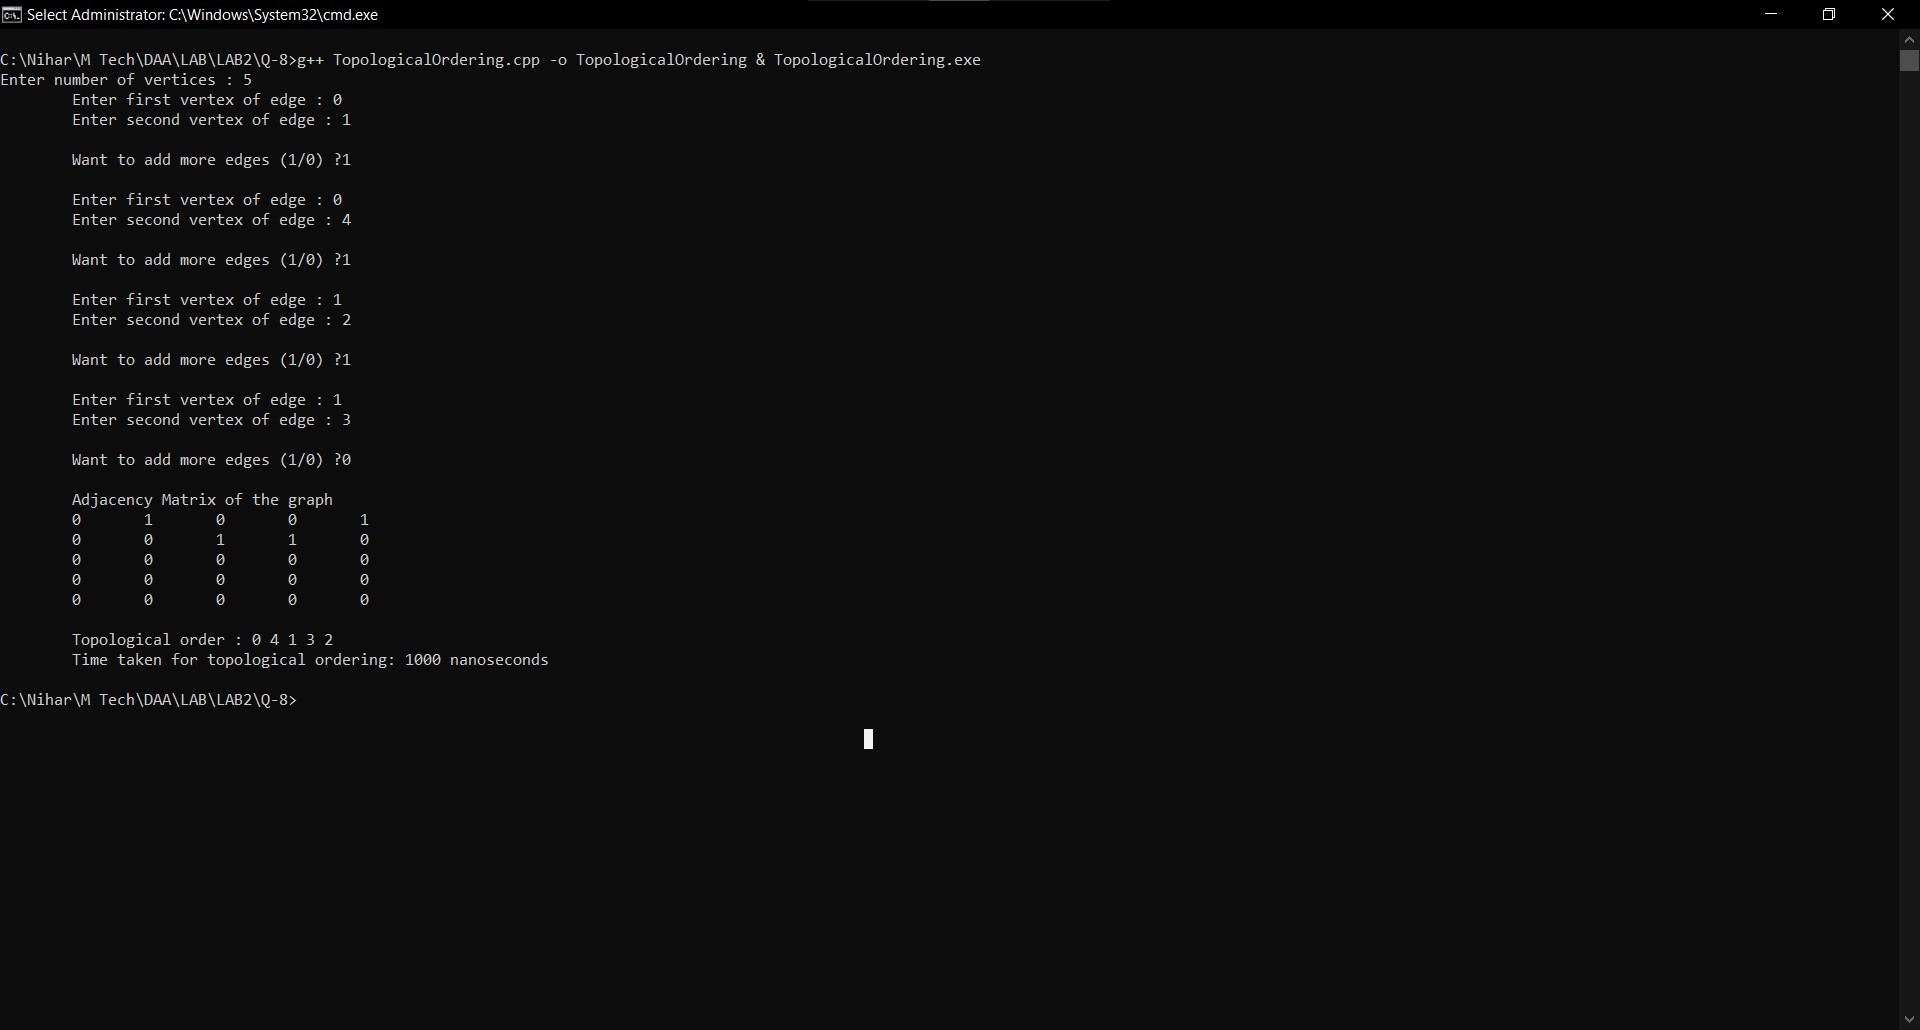 Select Administrator: C:\Windows\System32\cmd.exe
C:\Nihar\M Tech\DAA\LAB\LAB2\Q-8>g++ TopologicalOrdering.cpp -o TopologicalOrdering & TopologicalOrdering.exe
Enter number of vertices : 5
Enter first vertex of edge : 0
Enter second vertex of edge : 1
Want to add more edges (1/0) ?1
Enter first vertex of edge : 0
Enter second vertex of edge : 4
Want to add more edges (1/0) ?1
Enter first vertex of edge : 1
Enter second vertex of edge : 2
Want to add more edges (1/0) ?1
Enter first vertex of edge : 1
Enter second vertex of edge : 3
Want to add more edges (1/0) ?0
Adjacency Matrix of the graph
0 1 0 0 1
0 0 1 1 0
0 0 0 0 0
0 0 0 0 0
0 0 0 0 0
Topological order : 0 4 1 3 2
Time taken for topological ordering: 1000 nanoseconds
C:\Nihar\M Tech\DAA\LAB\LAB2\Q-8>